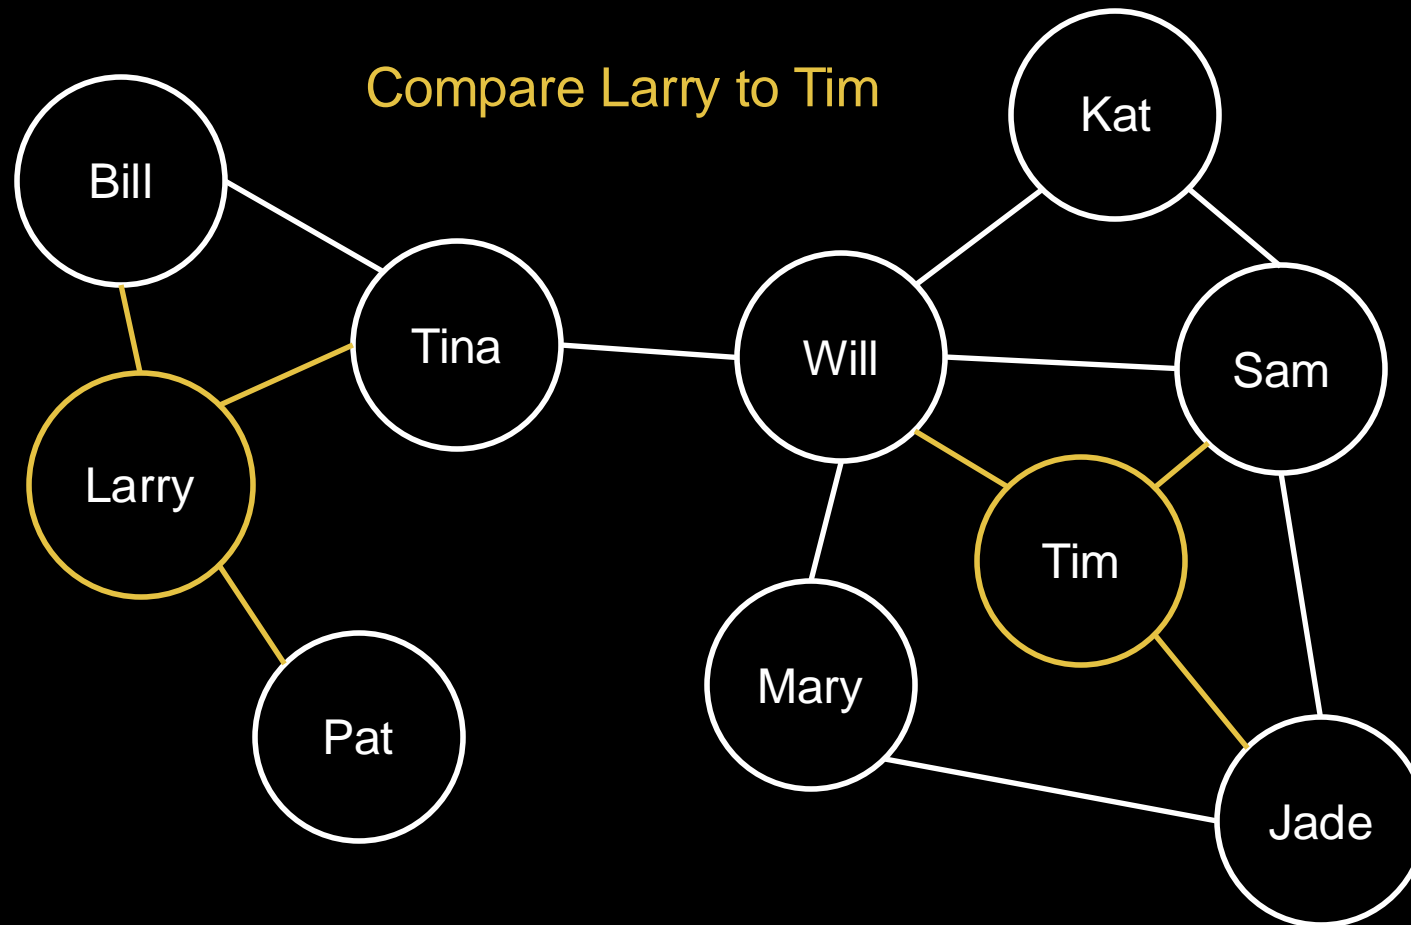 Compare Larry to Tim
Kat
Bill
Tina
Will
Sam
Larry
Tim
Mary
Pat
Jade